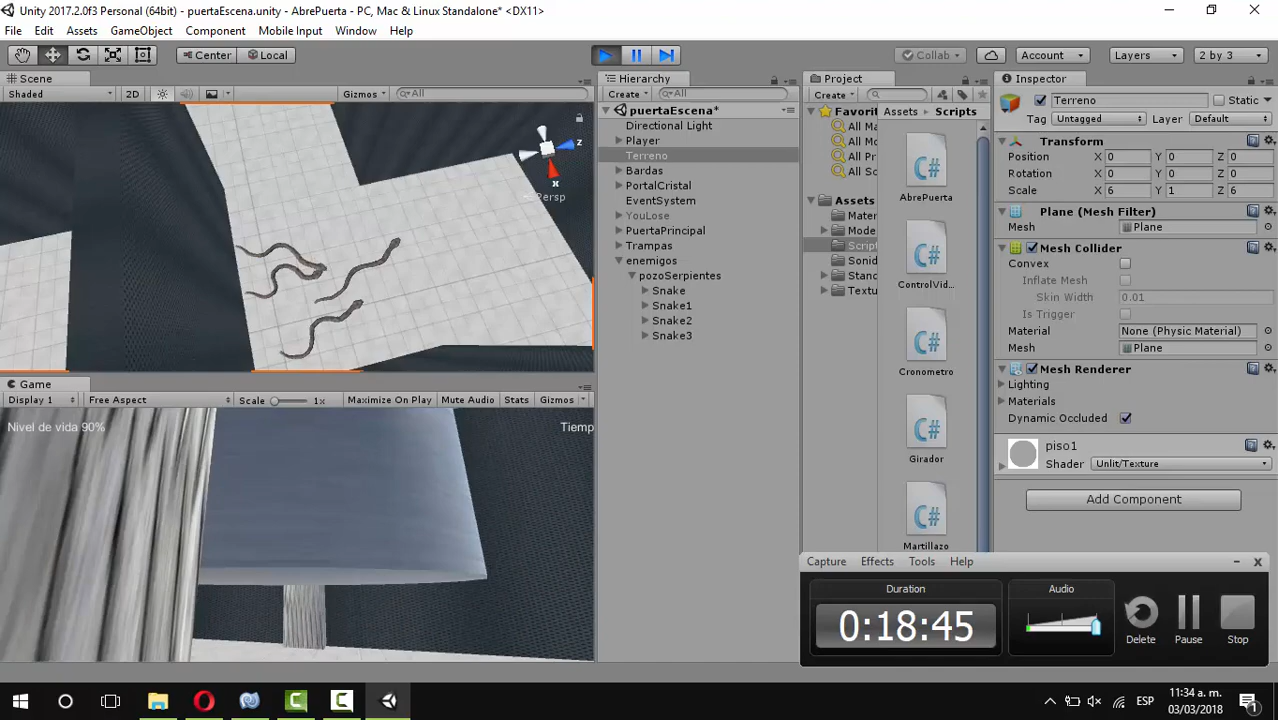 Unity 2017.2.0f3 Personal (64bit) - puertaEscena.unity - AbrePuerta - PC, Mac & Linux Standalone* <DX11>
File Edit Assets GameObject Component Mobile Input Window Help
Center Local Collab Account Layers 2 by 3
Scene
Shaded 2D Gizmos All
z
x
Persp
Game
Display 1 Free Aspect Scale 1x Maximize On Play Mute Audio Stats Gizmos
Nivel de vida 90% Tiemp
Hierarchy
Create All
puertaEscena*
Directional Light
Player
Terreno
Bardas
PortalCristal
EventSystem
YouLose
PuertaPrincipal
Trampas
enemigos
pozoSerpientes
Snake
Snake1
Snake2
Snake3
Project
Create
Favorit
All Ma
All Mo
All Pr
All Sc
Assets
Mater
Mode
Script
Sonid
Stand
Textu
Assets Scripts
AbrePuerta
ControlVid...
Cronometro
Girador
Martillazo
Inspector
Terreno Static
Tag Untagged Layer Default
Transform
Position X 0 Y 0 Z 0
Rotation X 0 Y 0 Z 0
Scale X 6 Y 1 Z 6
Plane (Mesh Filter)
Mesh Plane
Mesh Collider
Convex
Inflate Mesh
Skin Width 0.01
Is Trigger
Material None (Physic Material)
Mesh Plane
Mesh Renderer
Lighting
Materials
Dynamic Occluded
piso1
Shader Unlit/Texture
Add Component
Capture Effects Tools Help
Duration
0:18:45
Audio
Delete Pause Stop
ESP
11:34 a. m.
03/03/2018
1